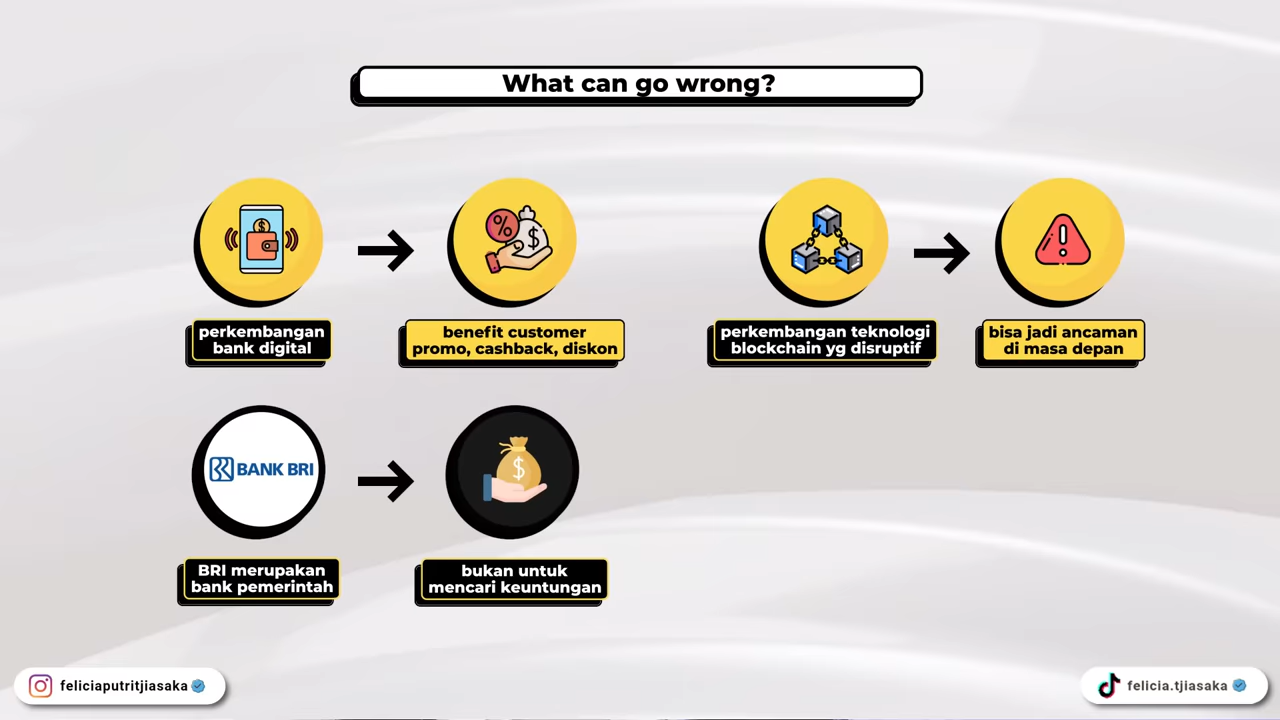 What can go wrong?
perkembangan
bank digital
benefit customer
promo, cashback, diskon
perkembangan teknologi
blockchain yg disruptif
bisa jadi ancaman
di masa depan
BANK BRI
BRI merupakan
bank pemerintah
bukan untuk
mencari keuntungan
feliciaputritjiasaka
felicia.tjiasaka